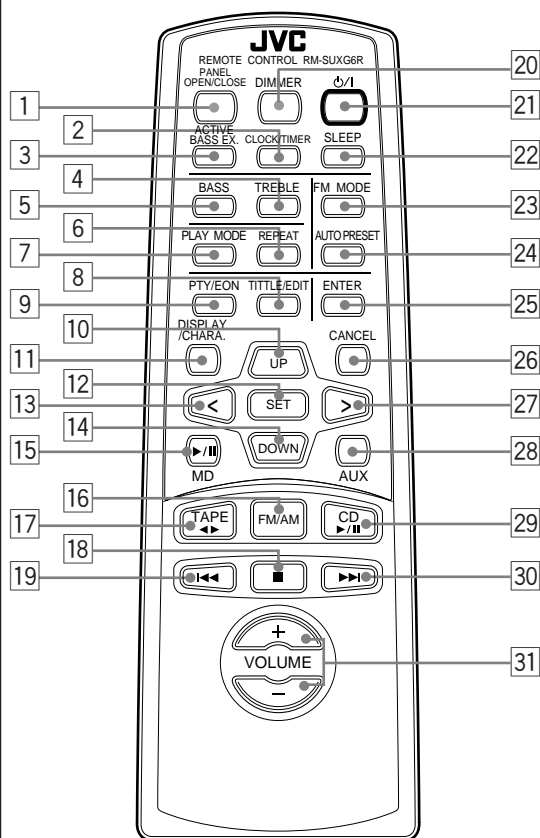 JVC
REMOTE CONTROL RM-SUXG6R
PANEL
OPEN/CLOSE
DIMMER
⏻/I
20
1
21
2
ACTIVE
BASS EX.
CLOCK/TIMER
SLEEP
3
22
4
BASS
TREBLE
FM MODE
5
23
6
PLAY MODE
REPEAT
AUTO PRESET
7
24
8
PTY/EON
TITTLE/EDIT
ENTER
9
25
10
DISPLAY
/CHARA.
UP
CANCEL
11
26
12
13
<
SET
>
27
14
DOWN
15
▶/II
MD
AUX
28
16
17
TAPE
◀▶
FM/AM
CD
▶/II
29
18
19
I◀◀
■
▶▶I
30
+
VOLUME
–
31